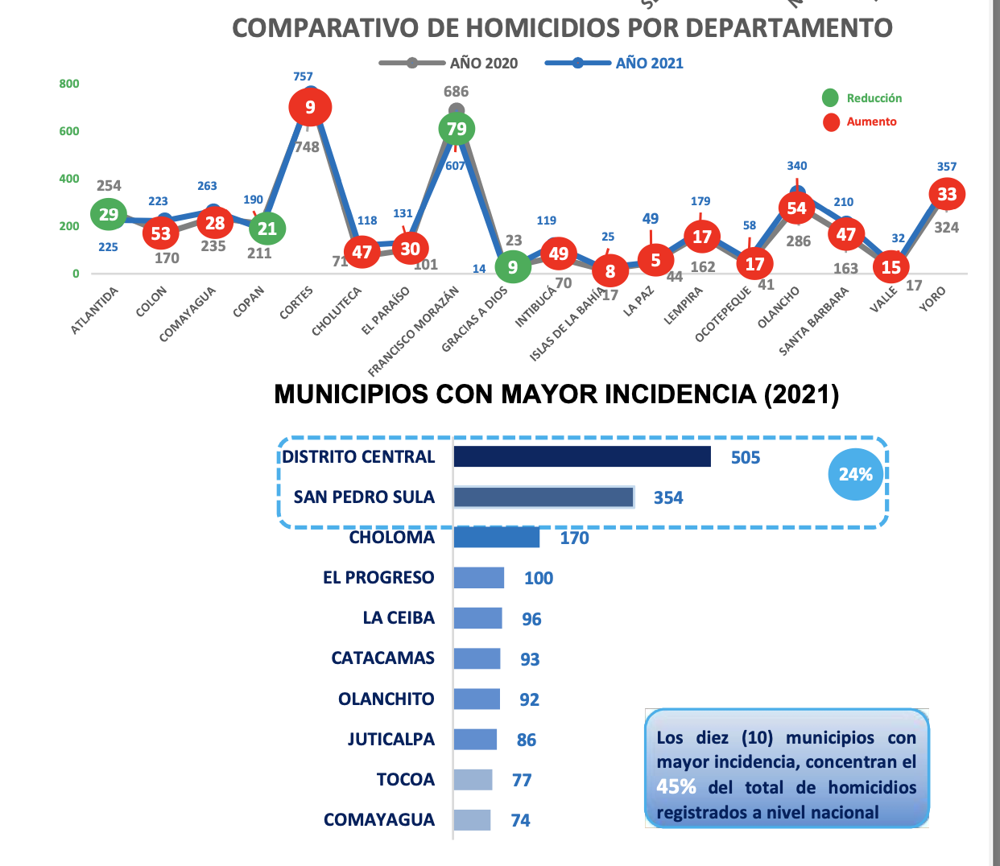 COMPARATIVO DE HOMICIDIOS POR DEPARTAMENTO
AÑO 2020 AÑO 2021
Reducción
Aumento
800
600
400
200
0
254 29 225
223 53 170
263 28 235
190 21 211
757 9 748
118 47 71
131 30 101
686 79 607
23 9 14
119 49 70
25 8 17
49 5 44
179 17 162
58 17 41
340 54 286
210 47 163
32 15 17
357 33 324
ATLANTIDA
COLON
COMAYAGUA
COPAN
CORTES
CHOLUTECA
EL PARAÍSO
FRANCISCO MORAZÁN
GRACIAS A DIOS
INTIBUCÁ
ISLAS DE LA BAHÍA
LA PAZ
LEMPIRA
OCOTEPEQUE
OLANCHO
SANTA BARBARA
VALLE
YORO
MUNICIPIOS CON MAYOR INCIDENCIA (2021)
DISTRITO CENTRAL 505
24%
SAN PEDRO SULA 354
CHOLOMA 170
EL PROGRESO 100
LA CEIBA 96
CATACAMAS 93
OLANCHITO 92
JUTICALPA 86
TOCOA 77
COMAYAGUA 74
Los diez (10) municipios con
mayor incidencia, concentran el
45% del total de homicidios
registrados a nivel nacional